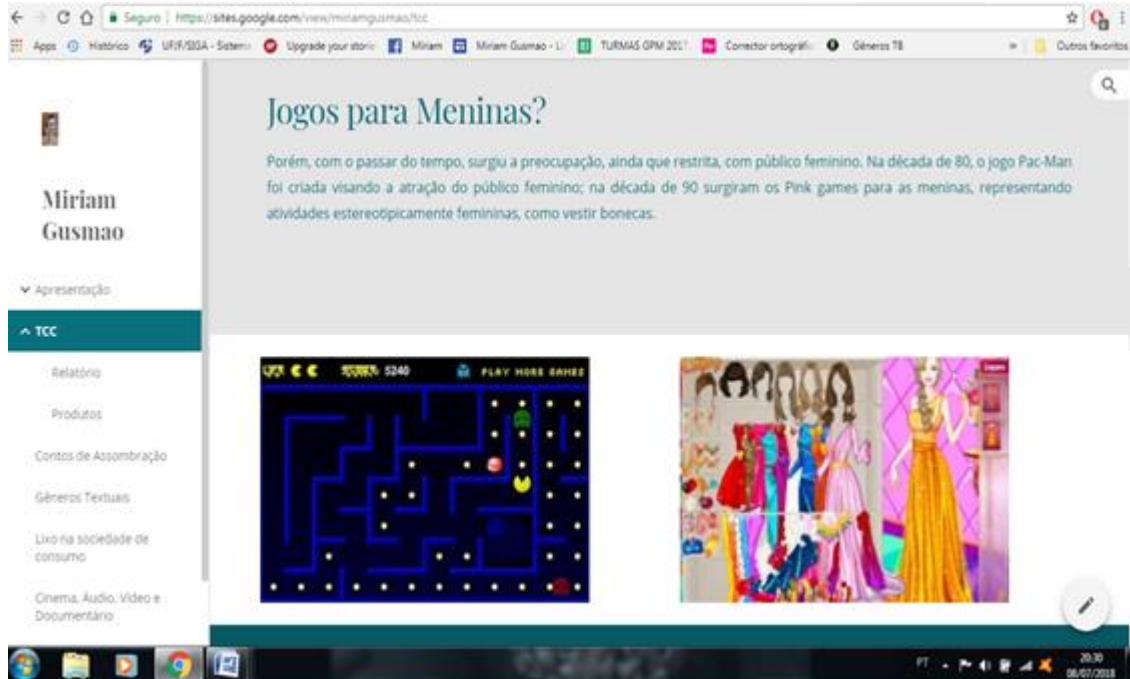 Seguro | https://sites.google.com/view/miriamgusmao/tcc
Apps Histórico UFJF/SIGA - Sistema Upgrade your storie Miriam Miriam Gusmao - Li TURMAS GPM 2017 Corrector ortográfic Gêneros TB » Outros favoritos
Miriam
Gusmao
Apresentação
TCC
Relatório
Produtos
Contos de Assombração
Gêneros Textuais
Lixo na sociedade de
consumo
Cinema, Áudio, Vídeo e
Documentário
Jogos para Meninas?
Porém, com o passar do tempo, surgiu a preocupação, ainda que restrita, com público feminino. Na década de 80, o jogo Pac-Man
foi criada visando a atração do público feminino; na década de 90 surgiram os Pink games para as meninas, representando
atividades estereotipicamente femininas, como vestir bonecas.
5240 PLAY MORE GAMES
PT
20:30
08/07/2018